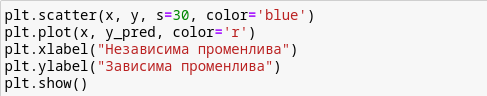 plt.scatter(x, y, s=30, color='blue')
plt.plot(x, y_pred, color='r')
plt.xlabel("Независима променлива")
plt.ylabel("Зависима променлива")
plt.show()